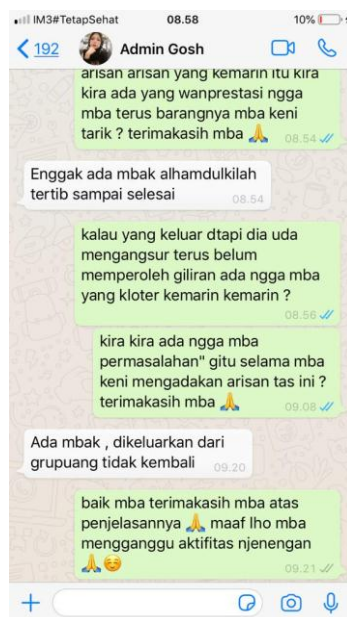 IM3#TetapSehat 08.58 10%
192 Admin Gosh
arisan arisan yang kemarin itu kira
kira ada yang wanprestasi ngga
mba terus barangnya mba keni
tarik ? terimakasih mba 🙏 08.54
Enggak ada mbak alhamdulkilah
tertib sampai selesai 08.54
kalau yang keluar dtapi dia uda
mengangsur terus belum
memperoleh giliran ada ngga mba
yang kloter kemarin kemarin ?
08.56
kira kira ada ngga mba
permasalahan" gitu selama mba
keni mengadakan arisan tas ini ?
terimakasih mba 🙏 09.08
Ada mbak , dikeluarkan dari
grupuang tidak kembali 09.20
baik mba terimakasih mba atas
penjelasannya 🙏 maaf lho mba
mengganggu aktifitas njenengan
🙏☺️ 09.21